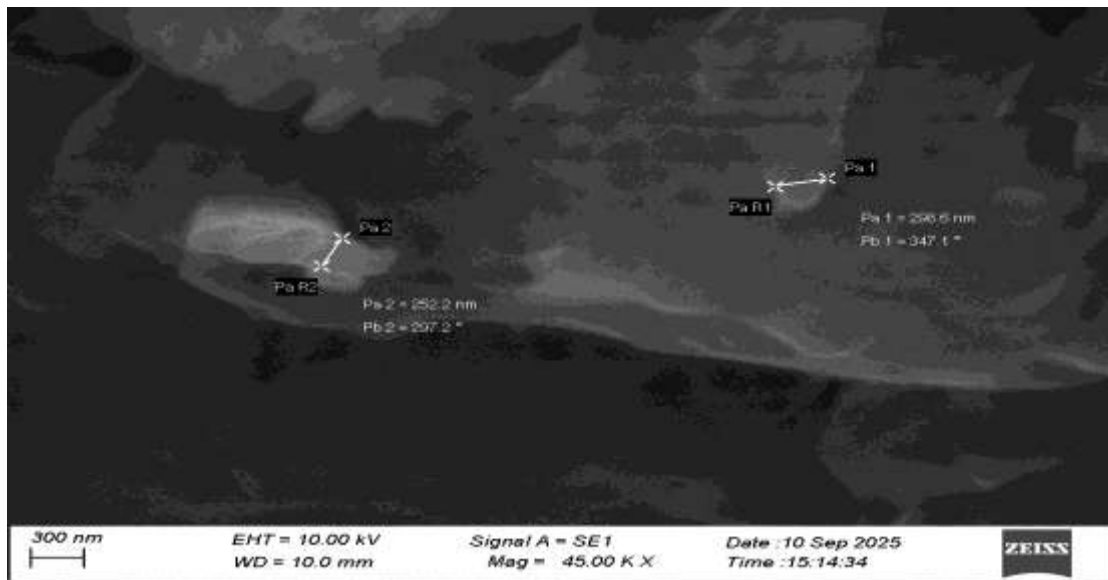 Pa 1
Pa R1
Pa 1 = 296.6 nm
Pb 1 = 347.1 °
Pa 2
Pa R2
Pa 2 = 252.2 nm
Pb 2 = 297.2 °
300 nm
EHT = 10.00 kV
WD = 10.0 mm
Signal A = SE1
Mag = 45.00 K X
Date :10 Sep 2025
Time :15:14:34
ZEISS